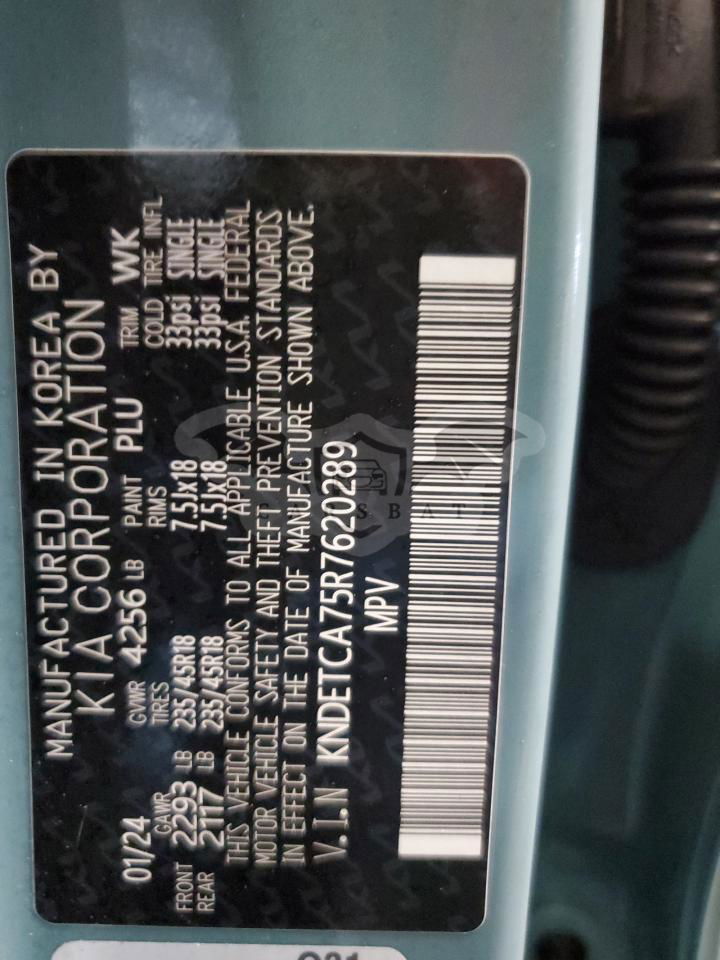 MANUFACTURED IN KOREA BY
KIA CORPORATION
01/24 GVWR 4256 LB PAINT PLU TRIM WK
GAWR TIRES RIMS COLD TIRE INFL
FRONT 2293 LB 235/45R18 7.5Jx18 33psi SINGLE
REAR 2117 LB 235/45R18 7.5Jx18 33psi SINGLE
THIS VEHICLE CONFORMS TO ALL APPLICABLE U.S.A. FEDERAL
MOTOR VEHICLE SAFETY AND THEFT PREVENTION STANDARDS
IN EFFECT ON THE DATE OF MANUFACTURE SHOWN ABOVE.
V.I.N KNDETCA75R7620289
MPV